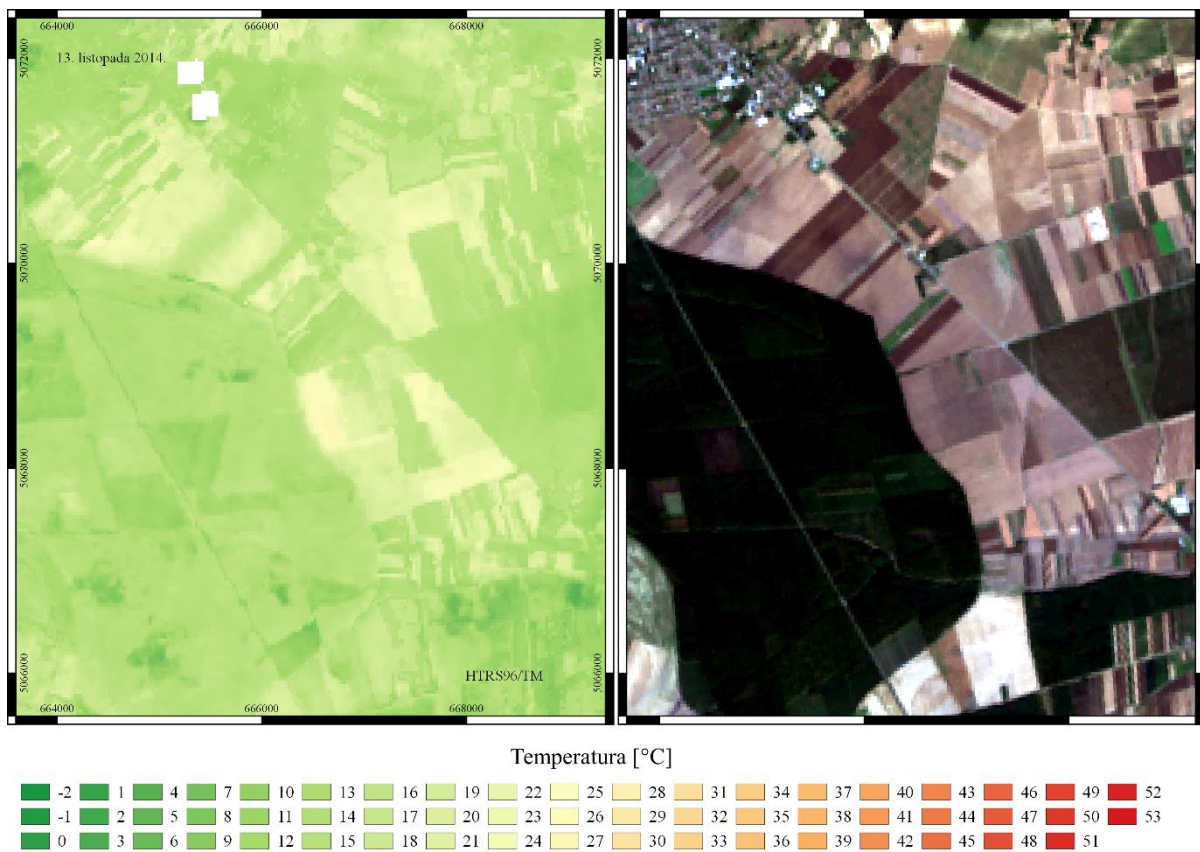 664000 666000 668000
13. listopada 2014.
5072000 5072000
5070000 5070000
5068000 5068000
5066000 5066000
HTRS96/TM
664000 666000 668000
Temperatura [°C]
-2 1 4 7 10 13 16 19 22 25 28 31 34 37 40 43 46 49 52
-1 2 5 8 11 14 17 20 23 26 29 32 35 38 41 44 47 50 53
0 3 6 9 12 15 18 21 24 27 30 33 36 39 42 45 48 51